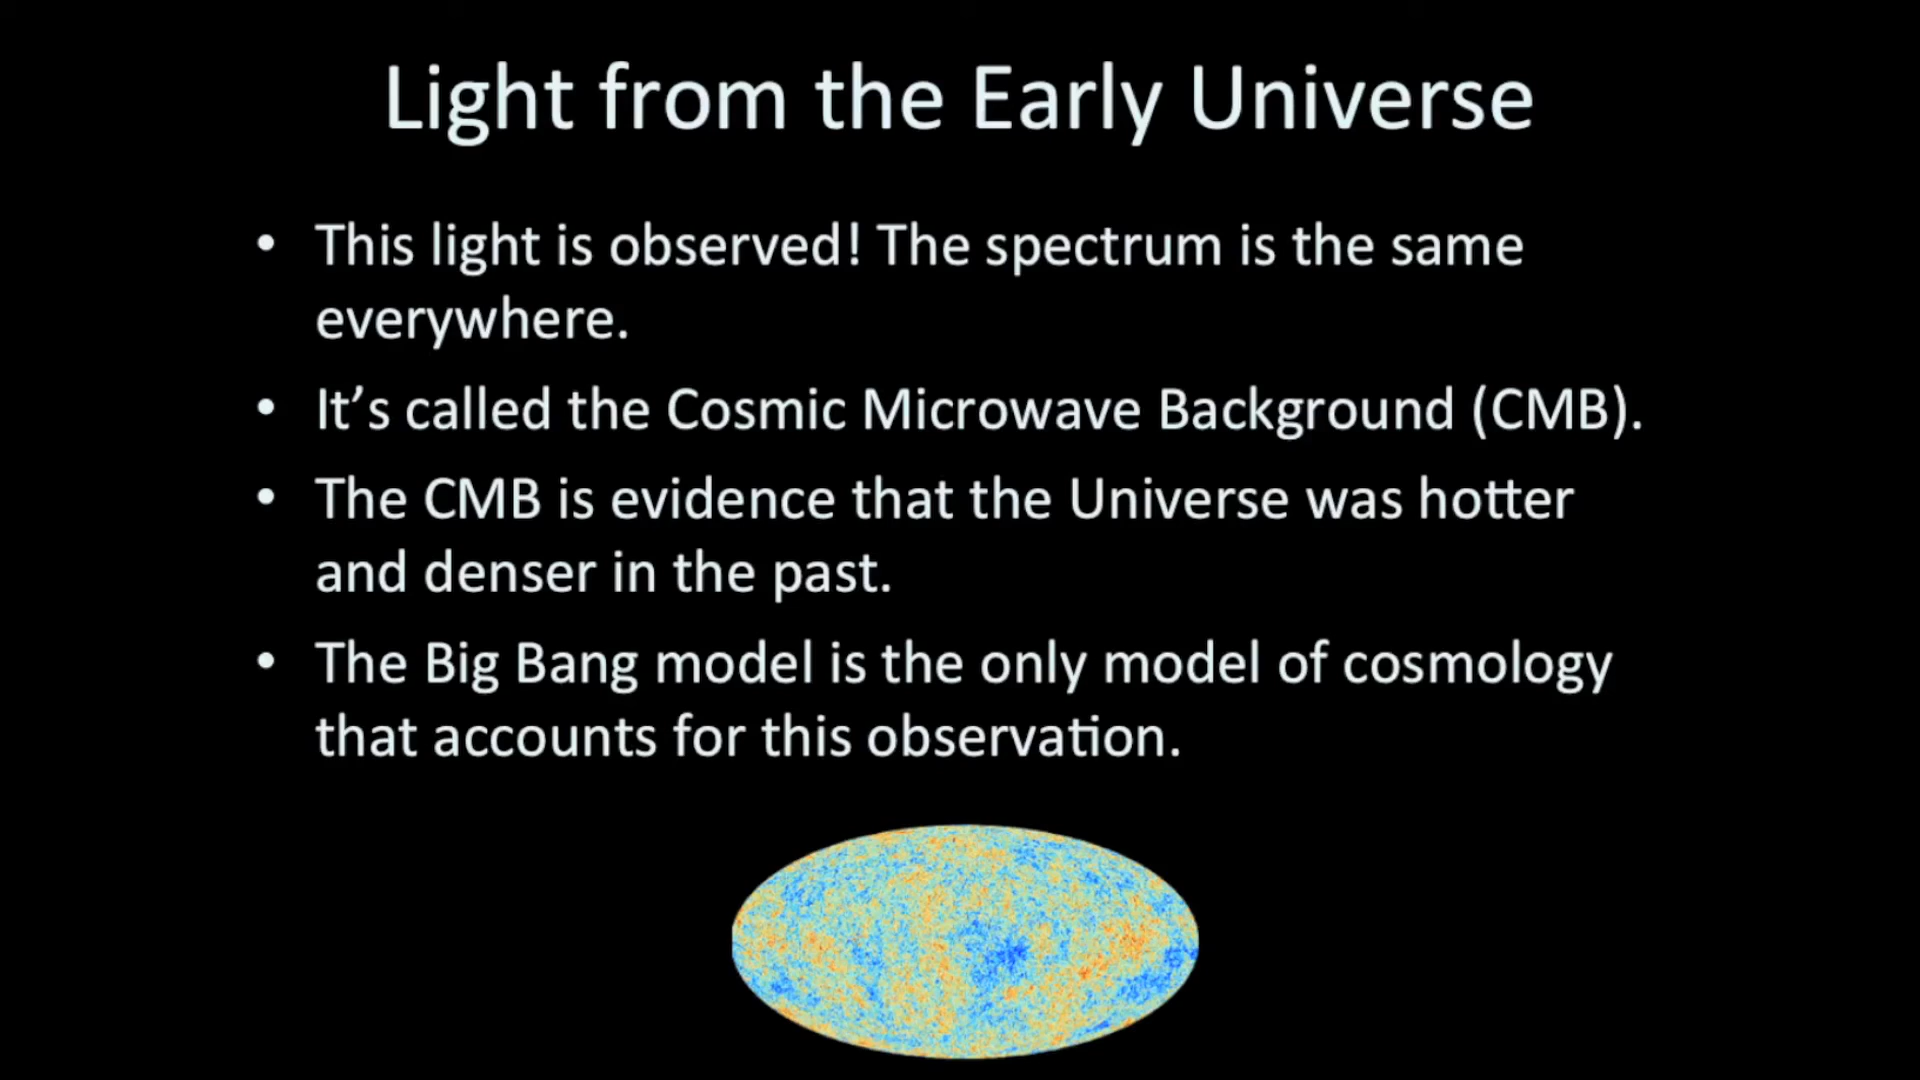 Light from the Early Universe
• This light is observed! The spectrum is the same
everywhere.
• It’s called the Cosmic Microwave Background (CMB).
• The CMB is evidence that the Universe was hotter
and denser in the past.
• The Big Bang model is the only model of cosmology
that accounts for this observation.